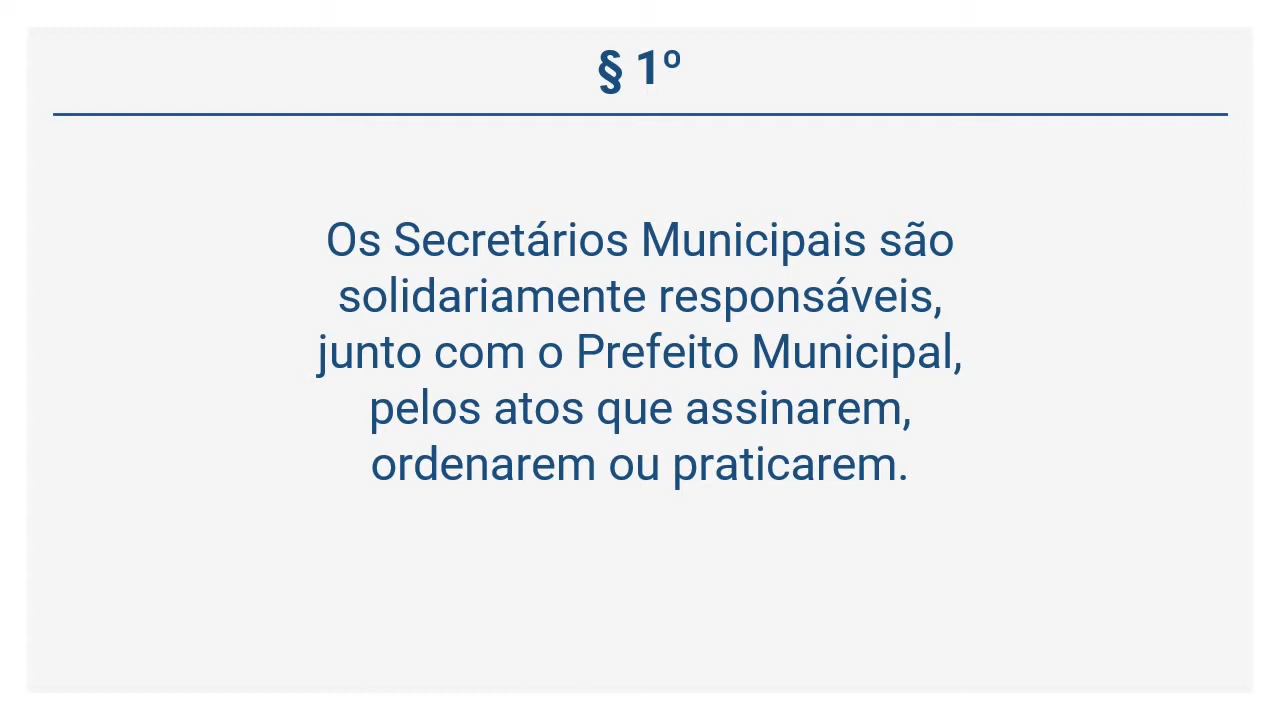 § 1º
Os Secretários Municipais são
solidariamente responsáveis,
junto com o Prefeito Municipal,
pelos atos que assinarem,
ordenarem ou praticarem.